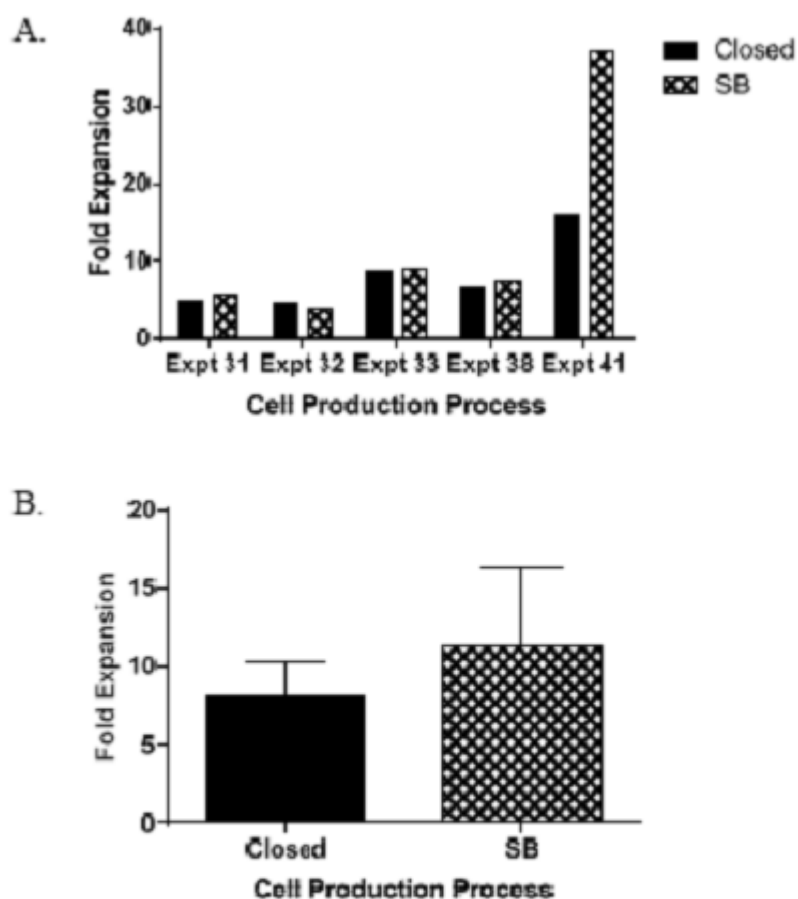 A.
40
30
20
10
0
Fold Expansion
Closed
SB
Expt 31 Expt 32 Expt 33 Expt 38 Expt 41
Cell Production Process
B.
20
15
10
5
0
Fold Expansion
Closed SB
Cell Production Process